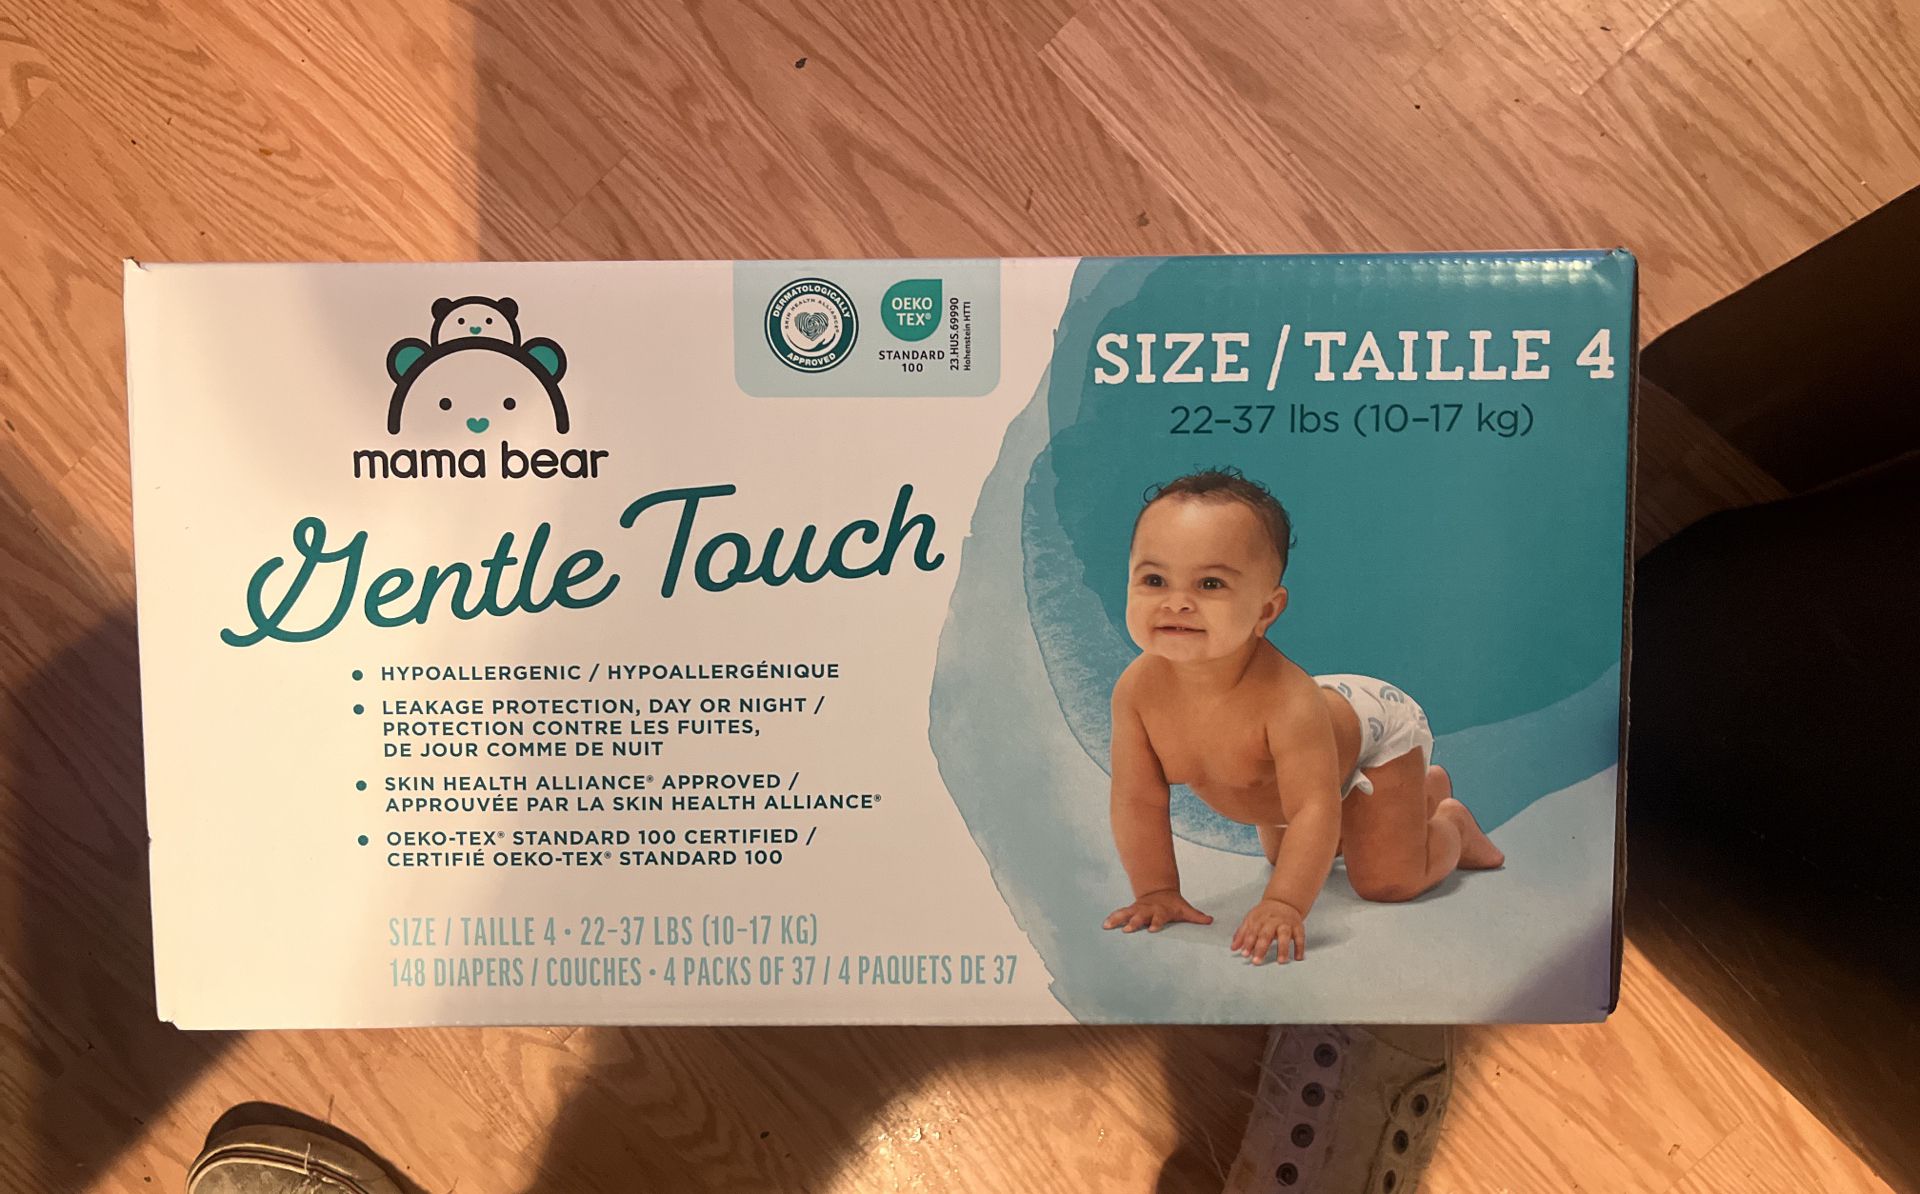 mama bear
Gentle Touch
DERMATOLOGICALLY
SKIN HEALTH ALLIANCE
APPROVED
OEKO
TEX®
STANDARD
100
23.HUS.69990
Hohenstein HTTI
SIZE / TAILLE 4
22–37 lbs (10–17 kg)
• HYPOALLERGENIC / HYPOALLERGÉNIQUE
• LEAKAGE PROTECTION, DAY OR NIGHT /
PROTECTION CONTRE LES FUITES,
DE JOUR COMME DE NUIT
• SKIN HEALTH ALLIANCE® APPROVED /
APPROUVÉE PAR LA SKIN HEALTH ALLIANCE®
• OEKO-TEX® STANDARD 100 CERTIFIED /
CERTIFIÉ OEKO-TEX® STANDARD 100
SIZE / TAILLE 4 • 22–37 LBS (10–17 KG)
148 DIAPERS / COUCHES • 4 PACKS OF 37 / 4 PAQUETS DE 37